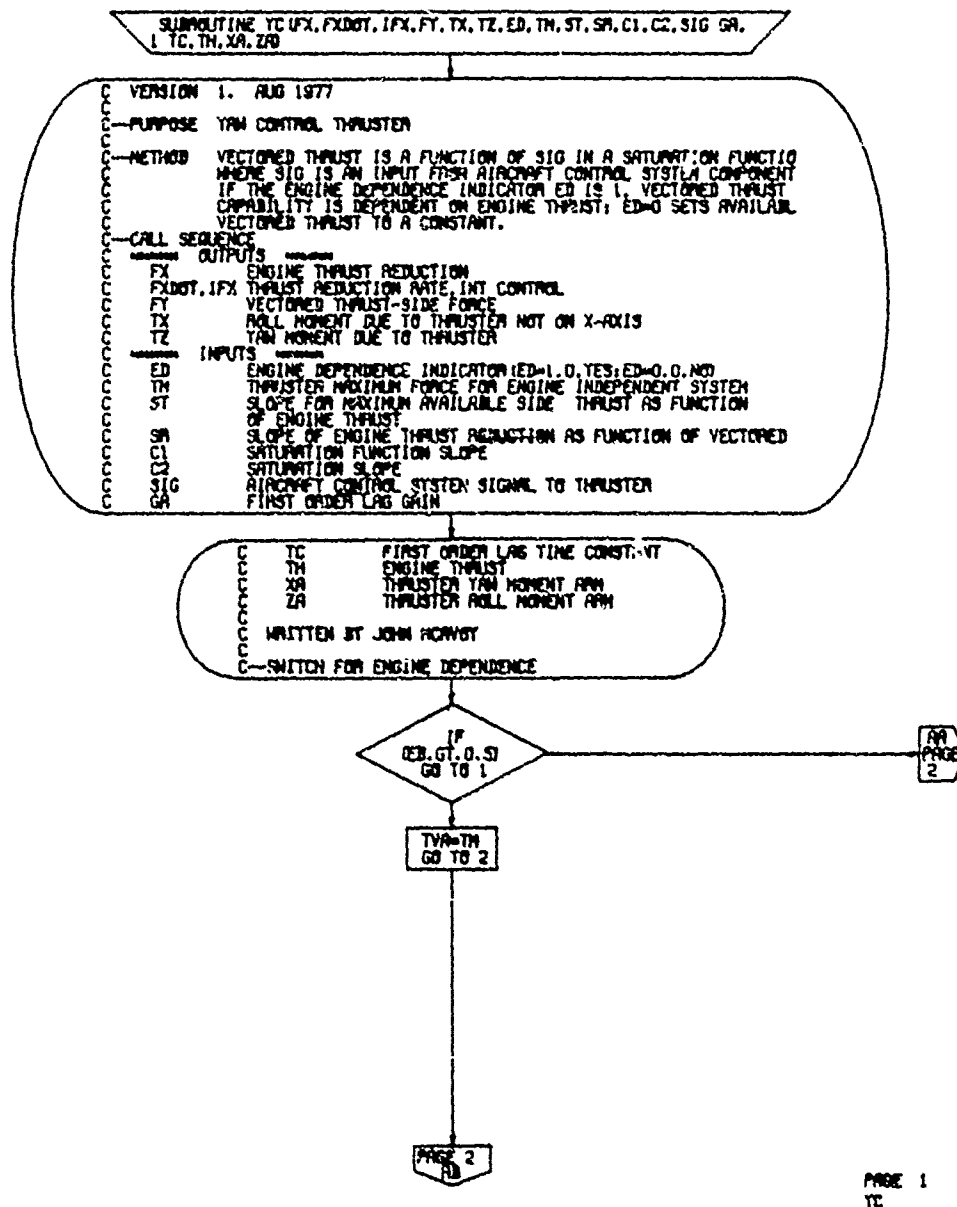 SUBROUTINE YC(FX,FXDOT,IFX,FY,TX,TZ,ED,TM,ST,SM,C1,C2,SIG GA,
1 TC,TH,XA,ZA)
C VERSION 1. AUG 1977
C
C—PURPOSE YAW CONTROL THRUSTER
C
C—METHOD VECTORED THRUST IS A FUNCTION OF SIG IN A SATURATION FUNCTIO
C WHERE SIG IS AN INPUT FROM AIRCRAFT CONTROL SYSTEM COMPONENT
C IF THE ENGINE DEPENDENCE INDICATOR ED IS 1, VECTORED THRUST
C CAPABILITY IS DEPENDENT ON ENGINE THRUST; ED=0 SETS AVAILABL
C VECTORED THRUST TO A CONSTANT.
C—CALL SEQUENCE
C OUTPUTS
C FX ENGINE THRUST REDUCTION
C FXDOT,IFX THRUST REDUCTION RATE,INT CONTROL
C FY VECTORED THRUST-SIDE FORCE
C TX ROLL MOMENT DUE TO THRUSTER NOT ON X-AXIS
C TZ YAW MOMENT DUE TO THRUSTER
C INPUTS
C ED ENGINE DEPENDENCE INDICATOR(ED=1.0,YES;ED=0.0,NO)
C TM THRUSTER MAXIMUM FORCE FOR ENGINE INDEPENDENT SYSTEM
C ST SLOPE FOR MAXIMUM AVAILABLE SIDE THRUST AS FUNCTION
C OF ENGINE THRUST
C SM SLOPE OF ENGINE THRUST REDUCTION AS FUNCTION OF VECTORED
C C1 SATURATION FUNCTION SLOPE
C C2 SATURATION SLOPE
C SIG AIRCRAFT CONTROL SYSTEM SIGNAL TO THRUSTER
C GA FIRST ORDER LAG GAIN
C TC FIRST ORDER LAG TIME CONST
C TH ENGINE THRUST
C XA THRUSTER YAW MOMENT ARM
C ZA THRUSTER ROLL MOMENT ARM
C
C WRITTEN BY JOHN MCAVOY
C
C—SWITCH FOR ENGINE DEPENDENCE
IF
(ED.GT.0.5)
GO TO 1
AA
PAGE
2
TVA=TM
GO TO 2
PAGE 2
AB
PAGE 1
YC